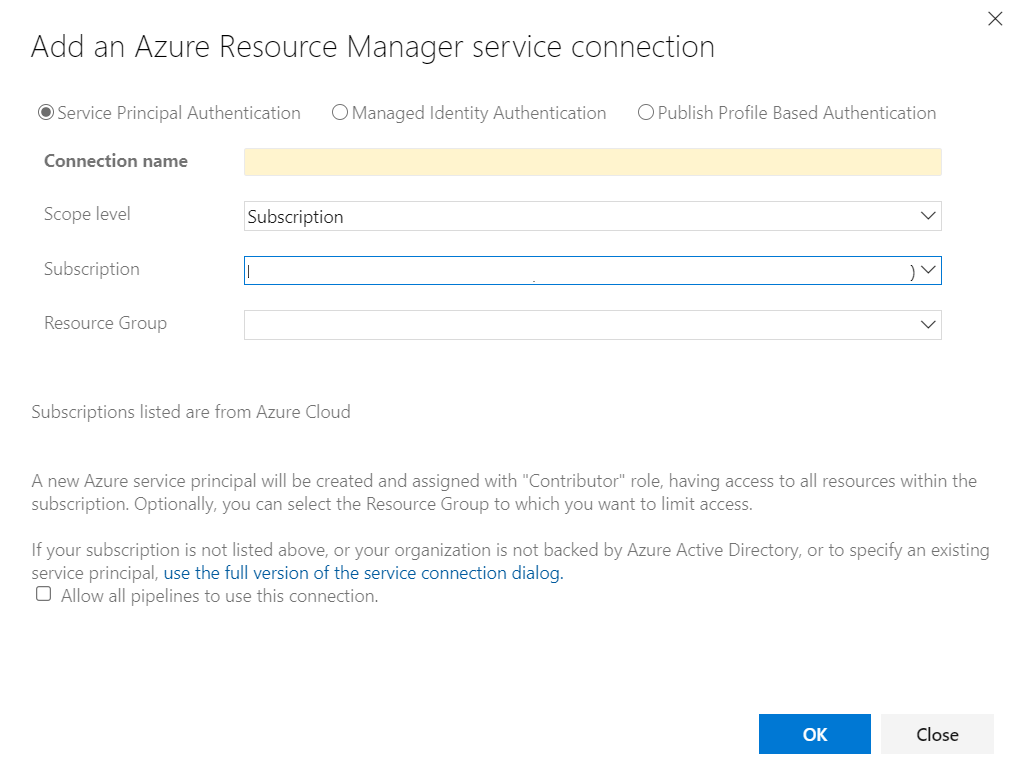 Add an Azure Resource Manager service connection
Service Principal Authentication Managed Identity Authentication Publish Profile Based Authentication
Connection name
Scope level Subscription
Subscription )
Resource Group
Subscriptions listed are from Azure Cloud
A new Azure service principal will be created and assigned with "Contributor" role, having access to all resources within the
subscription. Optionally, you can select the Resource Group to which you want to limit access.
If your subscription is not listed above, or your organization is not backed by Azure Active Directory, or to specify an existing
service principal, use the full version of the service connection dialog.
Allow all pipelines to use this connection.
OK Close